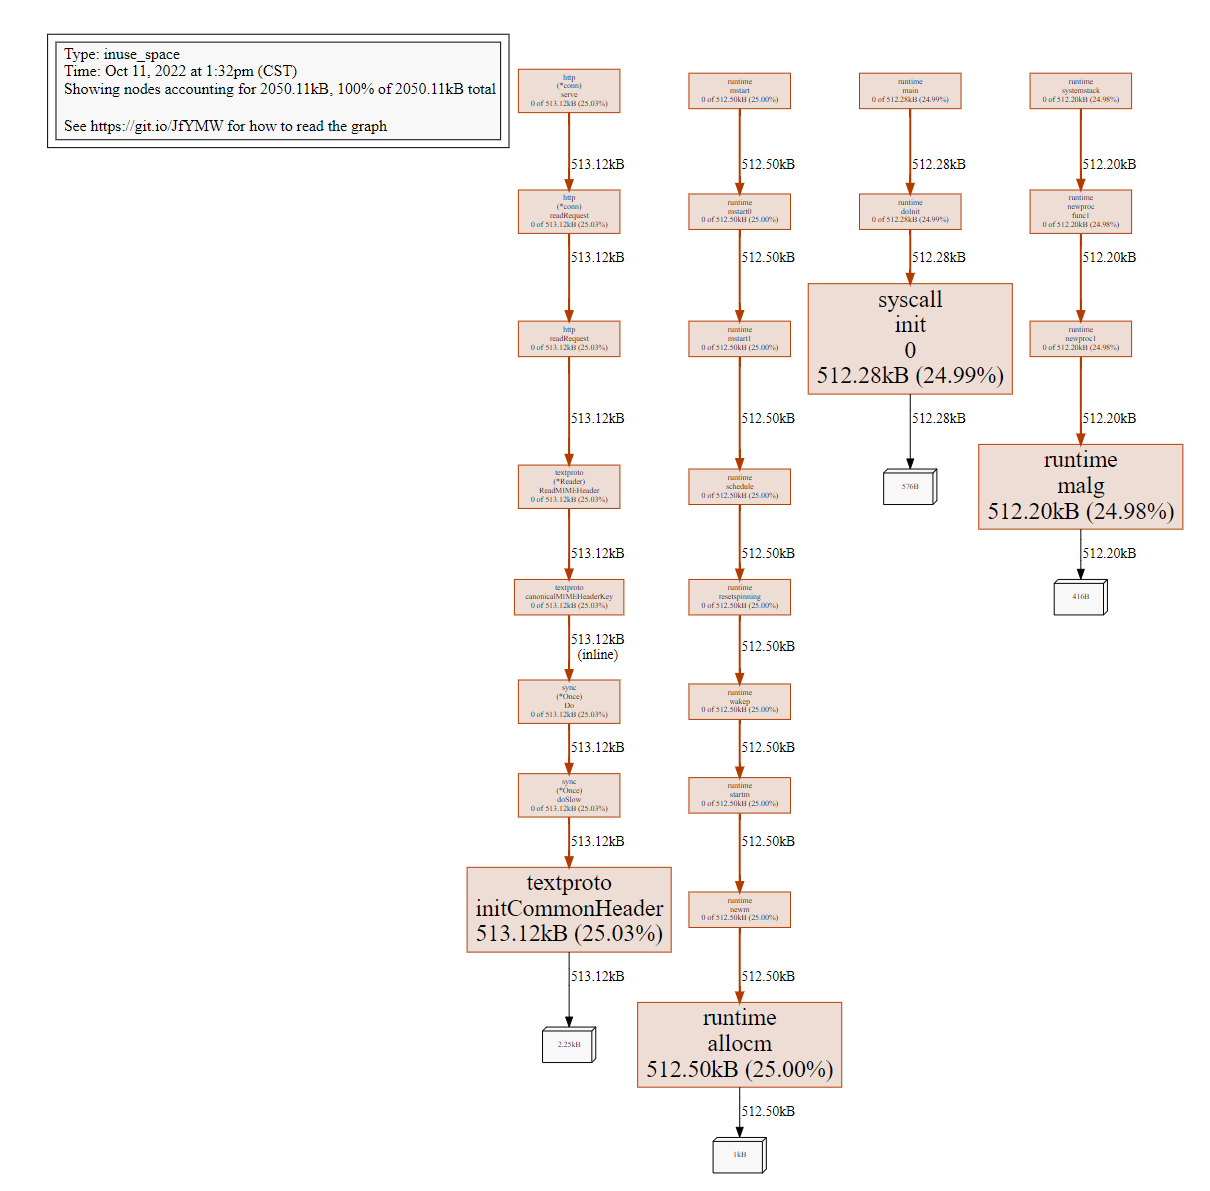 Type: inuse_space
Time: Oct 11, 2022 at 1:32pm (CST)
Showing nodes accounting for 2050.11kB, 100% of 2050.11kB total
See https://git.io/JfYMW for how to read the graph
http
(*conn)
serve
0 of 513.12kB (25.03%)
513.12kB
http
(*conn)
readRequest
0 of 513.12kB (25.03%)
513.12kB
http
readRequest
0 of 513.12kB (25.03%)
513.12kB
textproto
(*Reader)
ReadMIMEHeader
0 of 513.12kB (25.03%)
513.12kB
textproto
canonicalMIMEHeaderKey
0 of 513.12kB (25.03%)
513.12kB
(inline)
sync
(*Once)
Do
0 of 513.12kB (25.03%)
513.12kB
sync
(*Once)
doSlow
0 of 513.12kB (25.03%)
513.12kB
textproto
initCommonHeader
513.12kB (25.03%)
513.12kB
2.25kB
runtime
mstart
0 of 512.50kB (25.00%)
512.50kB
runtime
mstart0
0 of 512.50kB (25.00%)
512.50kB
runtime
mstart1
0 of 512.50kB (25.00%)
512.50kB
runtime
schedule
0 of 512.50kB (25.00%)
512.50kB
runtime
resetspinning
0 of 512.50kB (25.00%)
512.50kB
runtime
wakep
0 of 512.50kB (25.00%)
512.50kB
runtime
startm
0 of 512.50kB (25.00%)
512.50kB
runtime
newm
0 of 512.50kB (25.00%)
512.50kB
runtime
allocm
512.50kB (25.00%)
512.50kB
1kB
runtime
main
0 of 512.28kB (24.99%)
512.28kB
runtime
doInit
0 of 512.28kB (24.99%)
512.28kB
syscall
init
0
512.28kB (24.99%)
512.28kB
576B
runtime
systemstack
0 of 512.20kB (24.98%)
512.20kB
runtime
newproc
func1
0 of 512.20kB (24.98%)
512.20kB
runtime
newproc1
0 of 512.20kB (24.98%)
512.20kB
runtime
malg
512.20kB (24.98%)
512.20kB
416B